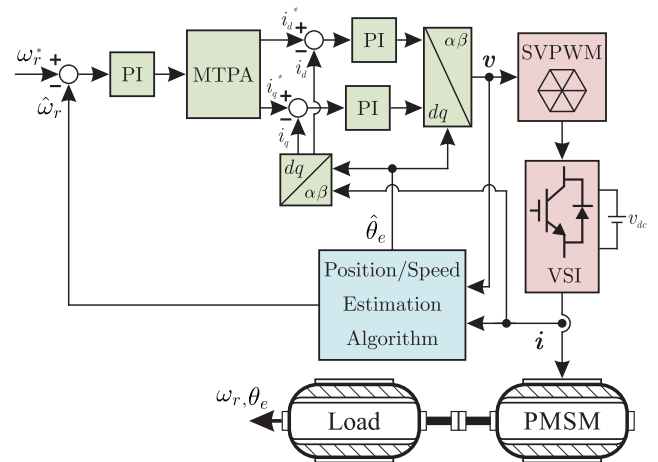 ω_r^*
+
−
ω̂_r
PI
MTPA
i_d^*
+
−
i_d
i_q^*
+
−
i_q
PI
PI
αβ
dq
v
SVPWM
dq
αβ
θ̂_e
v_dc
VSI
Position/Speed
Estimation
Algorithm
i
ω_r, θ_e
Load
PMSM